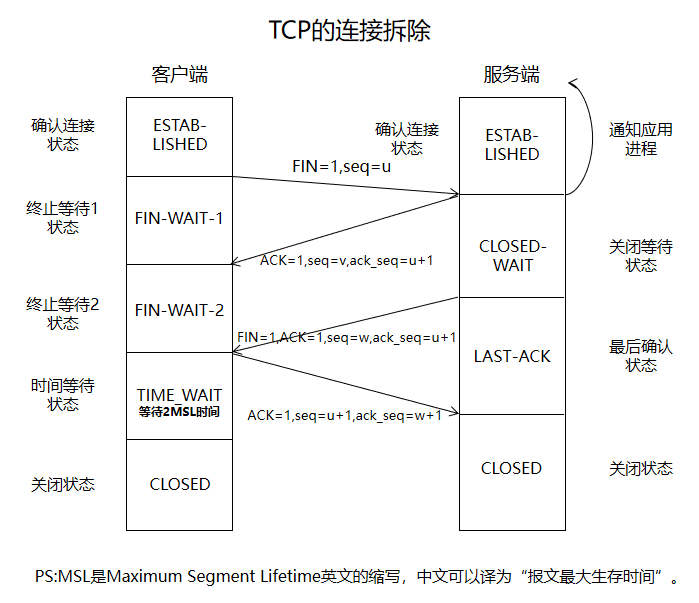 TCP的连接拆除
客户端
服务端
确认连接
状态
ESTAB-
LISHED
确认连接
状态
ESTAB-
LISHED
通知应用
进程
FIN=1,seq=u
终止等待1
状态
FIN-WAIT-1
ACK=1,seq=v,ack_seq=u+1
CLOSED-
WAIT
关闭等待
状态
终止等待2
状态
FIN-WAIT-2
FIN=1,ACK=1,seq=w,ack_seq=u+1
LAST-ACK
最后确认
状态
时间等待
状态
TIME_WAIT
等待2MSL时间
ACK=1,seq=u+1,ack_seq=w+1
关闭状态
CLOSED
CLOSED
关闭状态
PS:MSL是Maximum Segment Lifetime英文的缩写，中文可以译为“报文最大生存时间”。